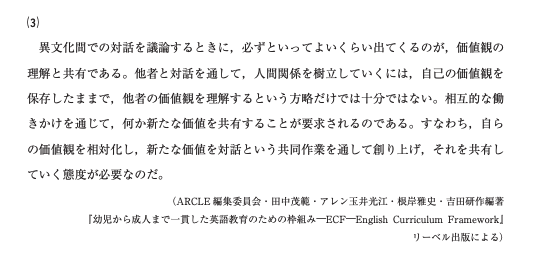 (3)
異文化間での対話を議論するときに，必ずといってよいくらい出てくるのが，価値観の
理解と共有である。他者と対話を通して，人間関係を樹立していくには，自己の価値観を
保存したままで，他者の価値観を理解するという方略だけでは十分ではない。相互的な働
きかけを通じて，何か新たな価値を共有することが要求されるのである。すなわち，自ら
の価値観を相対化し，新たな価値を対話という共同作業を通して創り上げ，それを共有し
ていく態度が必要なのだ。
（ARCLE 編集委員会・田中茂範・アレン玉井光江・根岸雅史・吉田研作編著
『幼児から成人まで一貫した英語教育のための枠組み―ECF―English Curriculum Framework』
リーベル出版による）